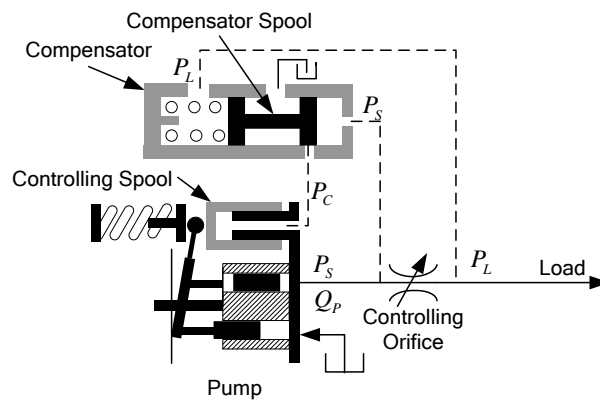 Compensator Spool
Compensator
P_L
P_S
Controlling Spool
P_C
P_S
P_L
Load
Q_P
Controlling
Orifice
Pump